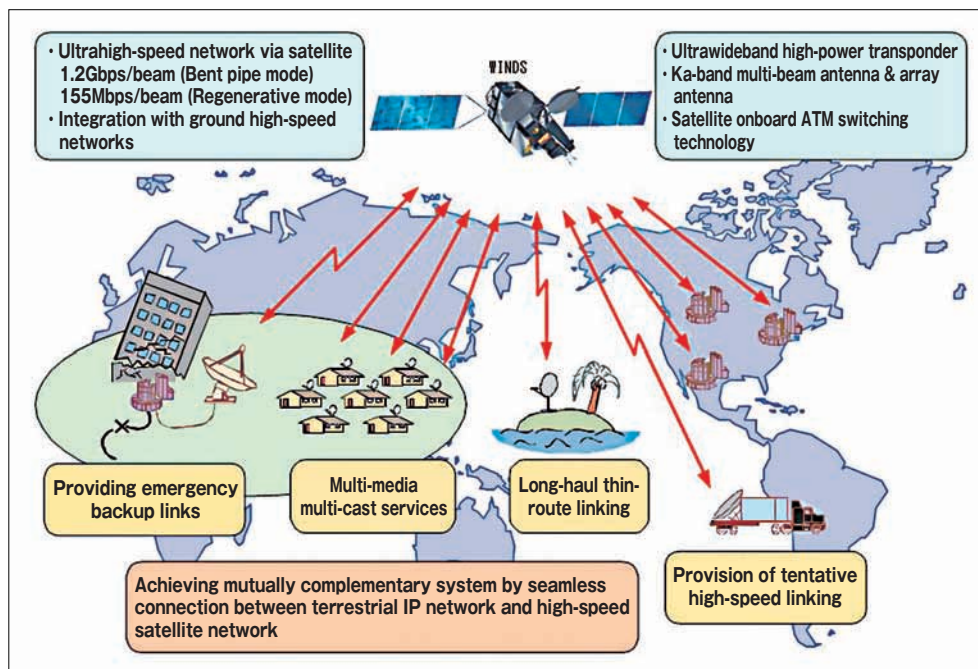 ・Ultrahigh-speed network via satellite
1.2Gbps/beam (Bent pipe mode)
155Mbps/beam (Regenerative mode)
・Integration with ground high-speed
networks
WINDS
・Ultrawideband high-power transponder
・Ka-band multi-beam antenna & array
antenna
・Satellite onboard ATM switching
technology
Providing emergency
backup links
Multi-media
multi-cast services
Long-haul thin-
route linking
Provision of tentative
high-speed linking
Achieving mutually complementary system by seamless
connection between terrestrial IP network and high-speed
satellite network